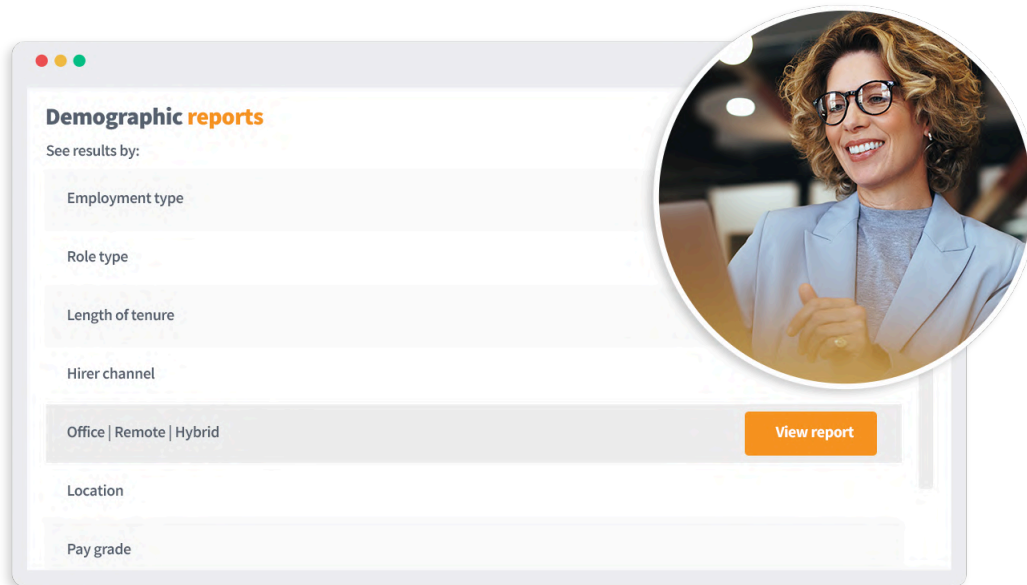 Demographic reports
See results by:
Employment type
Role type
Length of tenure
Hirer channel
Office | Remote | Hybrid
View report
Location
Pay grade